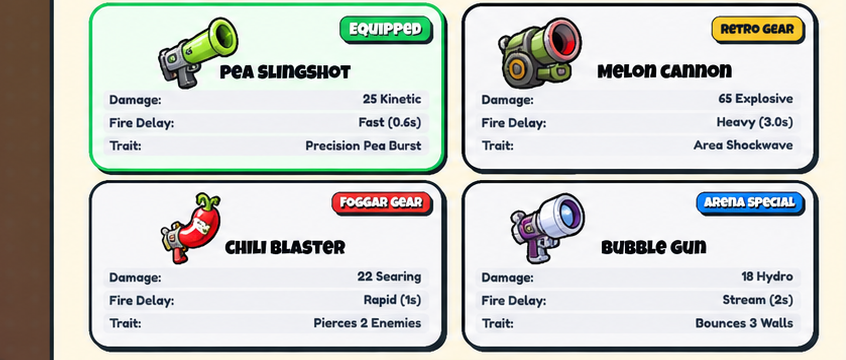 EQUIPPED
PEA SLINGSHOT
Damage: 25 Kinetic
Fire Delay: Fast (0.6s)
Trait: Precision Pea Burst
RETRO GEAR
MELON CANNON
Damage: 65 Explosive
Fire Delay: Heavy (3.0s)
Trait: Area Shockwave
FOGGAR GEAR
CHILI BLASTER
Damage: 22 Searing
Fire Delay: Rapid (1s)
Trait: Pierces 2 Enemies
ARENA SPECIAL
BUBBLE GUN
Damage: 18 Hydro
Fire Delay: Stream (2s)
Trait: Bounces 3 Walls